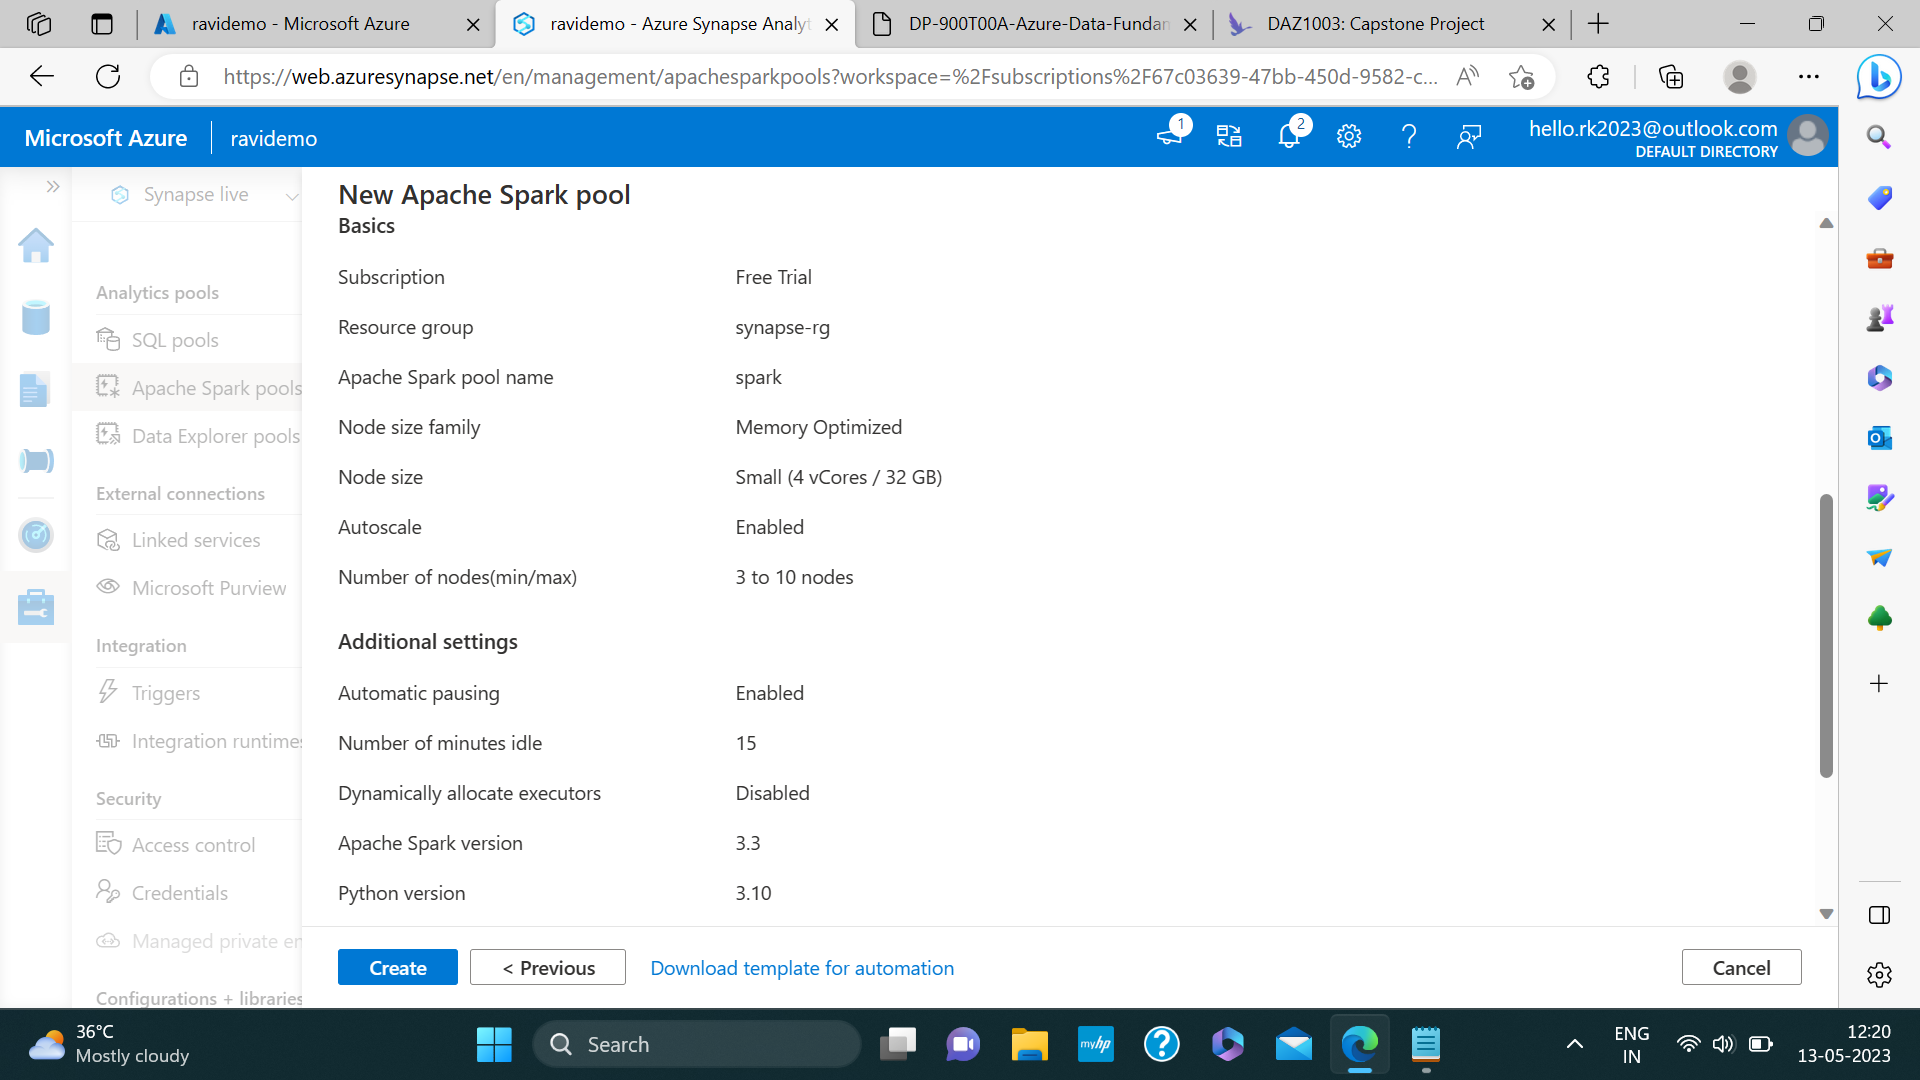 ravidemo - Microsoft Azure
ravidemo - Azure Synapse Analyt
DP-900T00A-Azure-Data-Fundan
DAZ1003: Capstone Project
https://web.azuresynapse.net/en/management/apachesparkpools?workspace=%2Fsubscriptions%2F67c03639-47bb-450d-9582-c...
Microsoft Azure
ravidemo
1
2
hello.rk2023@outlook.com
DEFAULT DIRECTORY
Synapse live
Analytics pools
SQL pools
Apache Spark pools
Data Explorer pools
External connections
Linked services
Microsoft Purview
Integration
Triggers
Integration runtimes
Security
Access control
Credentials
Managed private en
Configurations + libraries
New Apache Spark pool
Basics
Subscription Free Trial
Resource group synapse-rg
Apache Spark pool name spark
Node size family Memory Optimized
Node size Small (4 vCores / 32 GB)
Autoscale Enabled
Number of nodes(min/max) 3 to 10 nodes
Additional settings
Automatic pausing Enabled
Number of minutes idle 15
Dynamically allocate executors Disabled
Apache Spark version 3.3
Python version 3.10
Create
< Previous
Download template for automation
Cancel
36°C
Mostly cloudy
Search
myhp
ENG
IN
12:20
13-05-2023